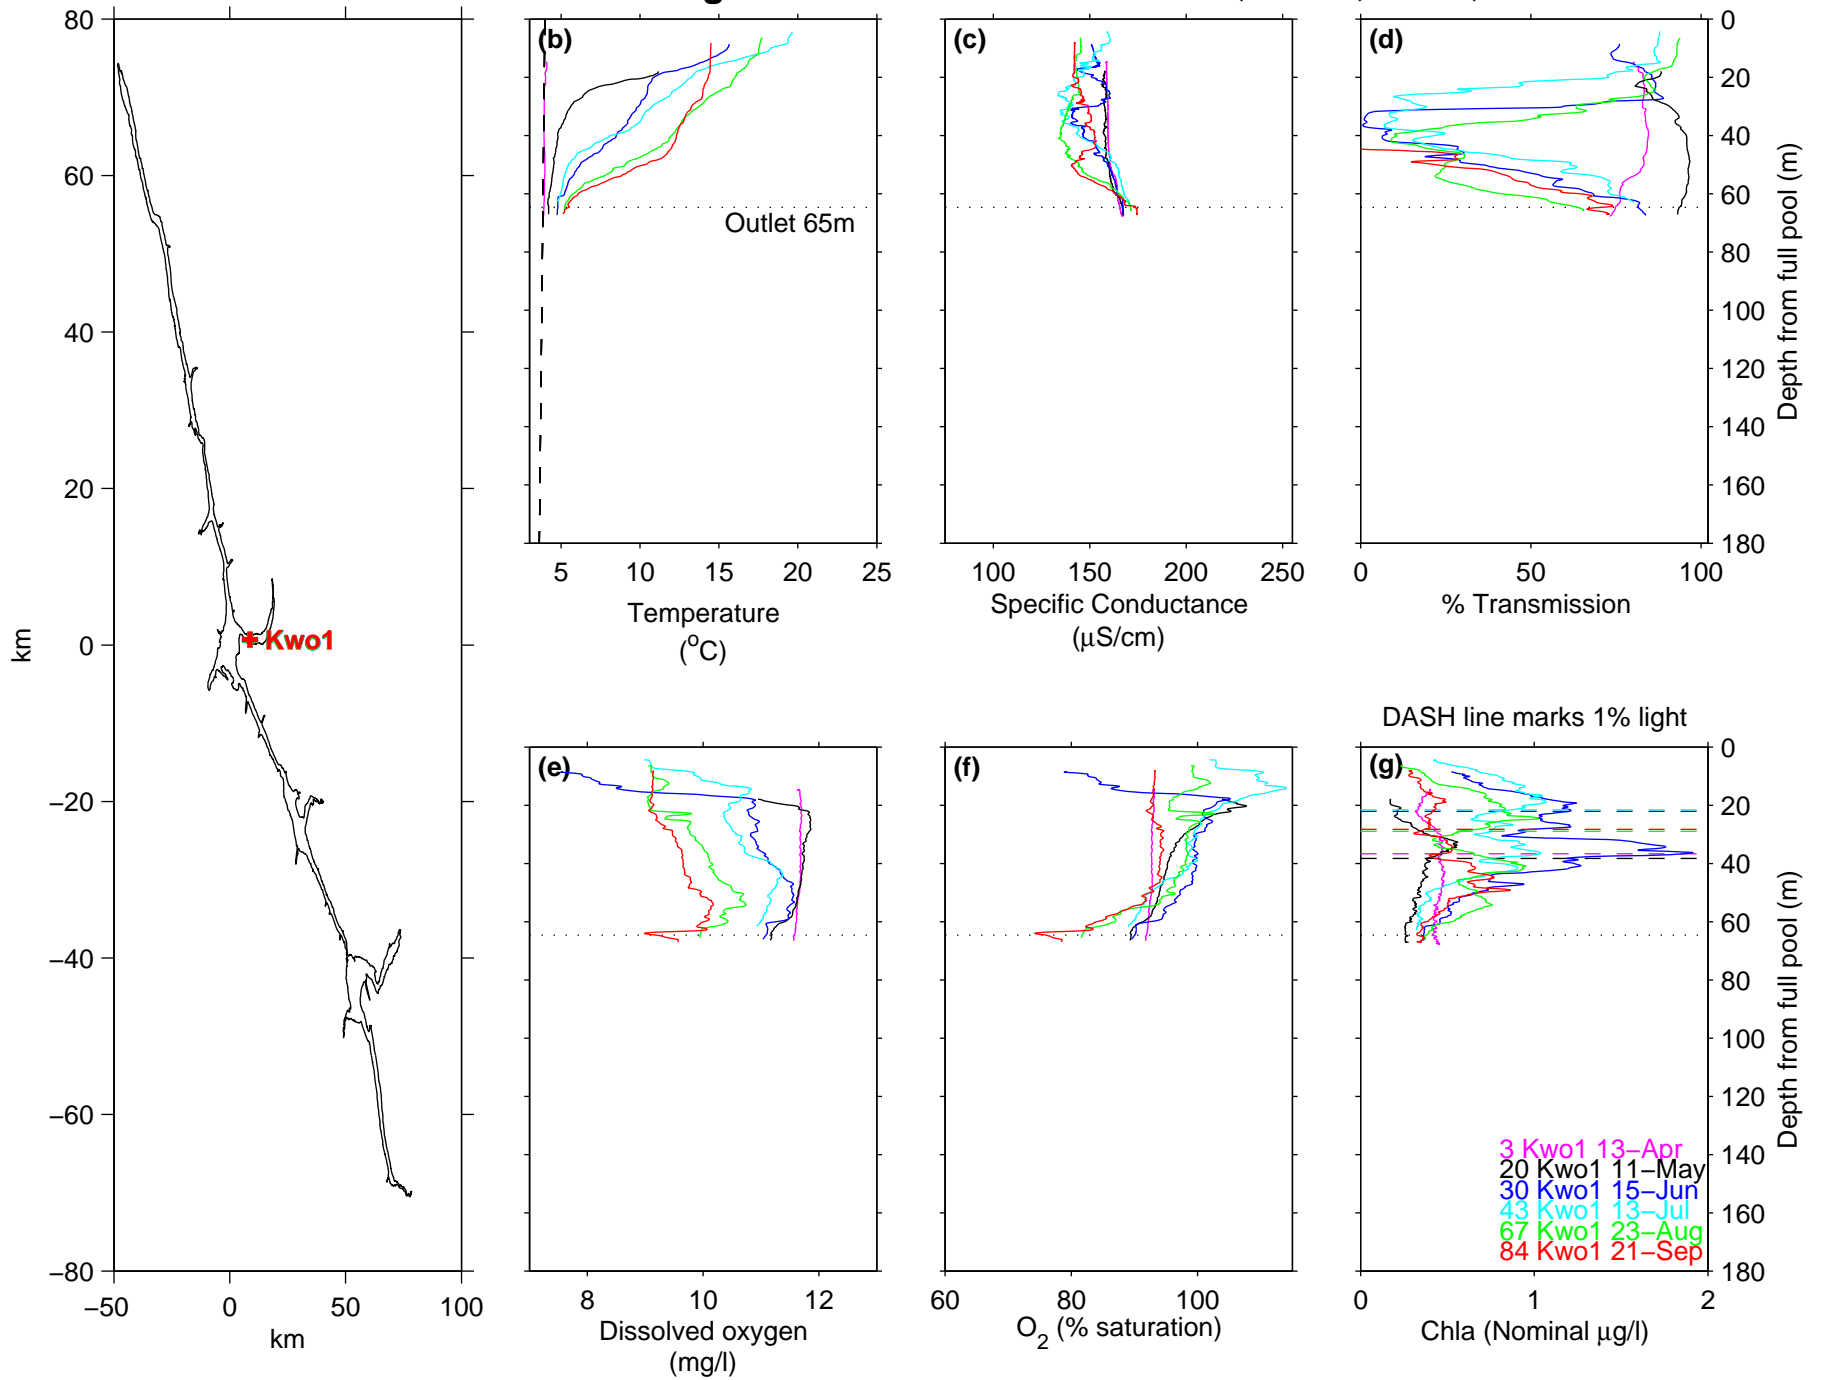 80
60
40
20
0
−20
−40
−60
−80
km
−50 0 50 100
km
Kwo1
(b)
Outlet 65m
5 10 15 20 25
Temperature
(°C)
(c)
100 150 200 250
Specific Conductance
(μS/cm)
(d)
0
20
40
60
80
100
120
140
160
180
Depth from full pool (m)
0 50 100
% Transmission
(e)
8 10 12
Dissolved oxygen
(mg/l)
(f)
60 80 100
O2 (% saturation)
DASH line marks 1% light
(g)
0
20
40
60
80
100
120
140
160
180
Depth from full pool (m)
3 Kwo1 13−Apr
20 Kwo1 11−May
30 Kwo1 15−Jun
43 Kwo1 13−Jul
67 Kwo1 23−Aug
84 Kwo1 21−Sep
0 1 2
Chla (Nominal μg/l)